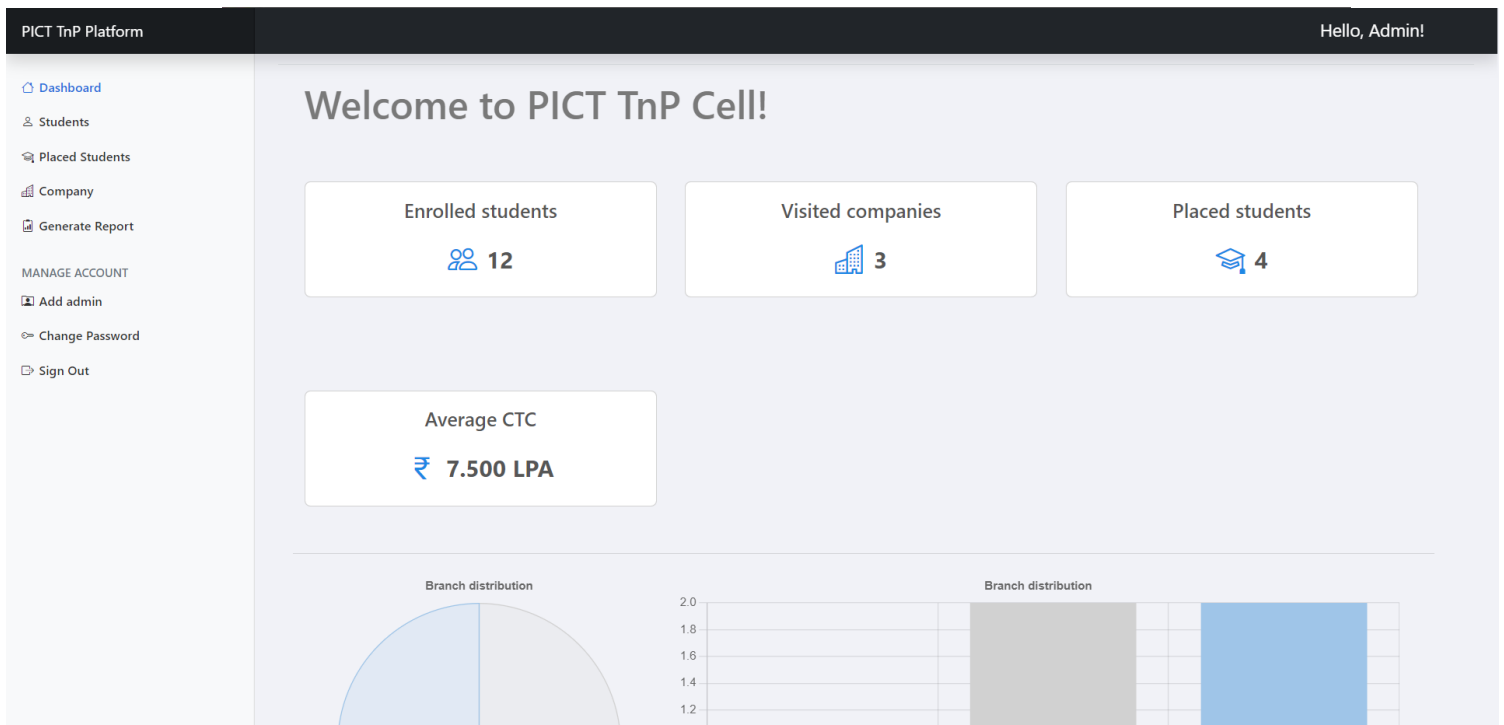 PICT TnP Platform
Hello, Admin!
Dashboard
Students
Placed Students
Company
Generate Report
MANAGE ACCOUNT
Add admin
Change Password
Sign Out
Welcome to PICT TnP Cell!
Enrolled students
12
Visited companies
3
Placed students
4
Average CTC
₹ 7.500 LPA
Branch distribution
Branch distribution
2.0
1.8
1.6
1.4
1.2